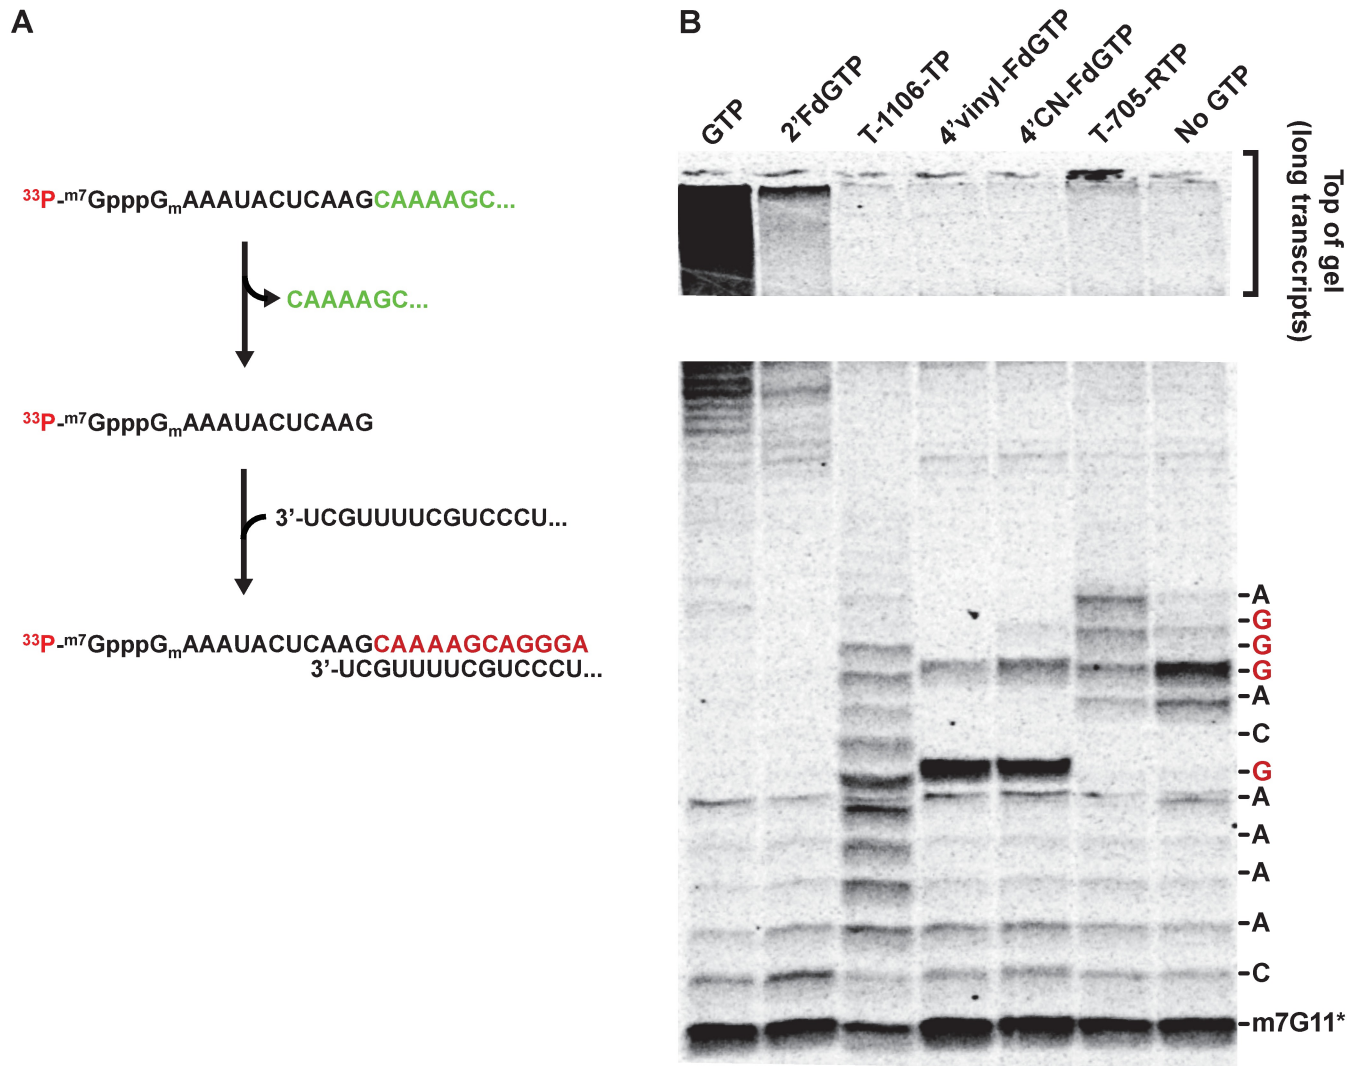 A
³³P-ᵐ⁷GpppGₘAAAUACUCAAGCAAAAGC...
CAAAAGC...
³³P-ᵐ⁷GpppGₘAAAUACUCAAG
3’-UCGUUUUCGUCCCU...
³³P-ᵐ⁷GpppGₘAAAUACUCAAGCAAAAGCAGGGA
3’-UCGUUUUCGUCCCU...
B
GTP
2’FdGTP
T-1106-TP
4’vinyl-FdGTP
4’CN-FdGTP
T-705-RTP
No GTP
Top of gel
(long transcripts)
A
G
G
G
A
C
G
A
A
A
A
C
m7G11*